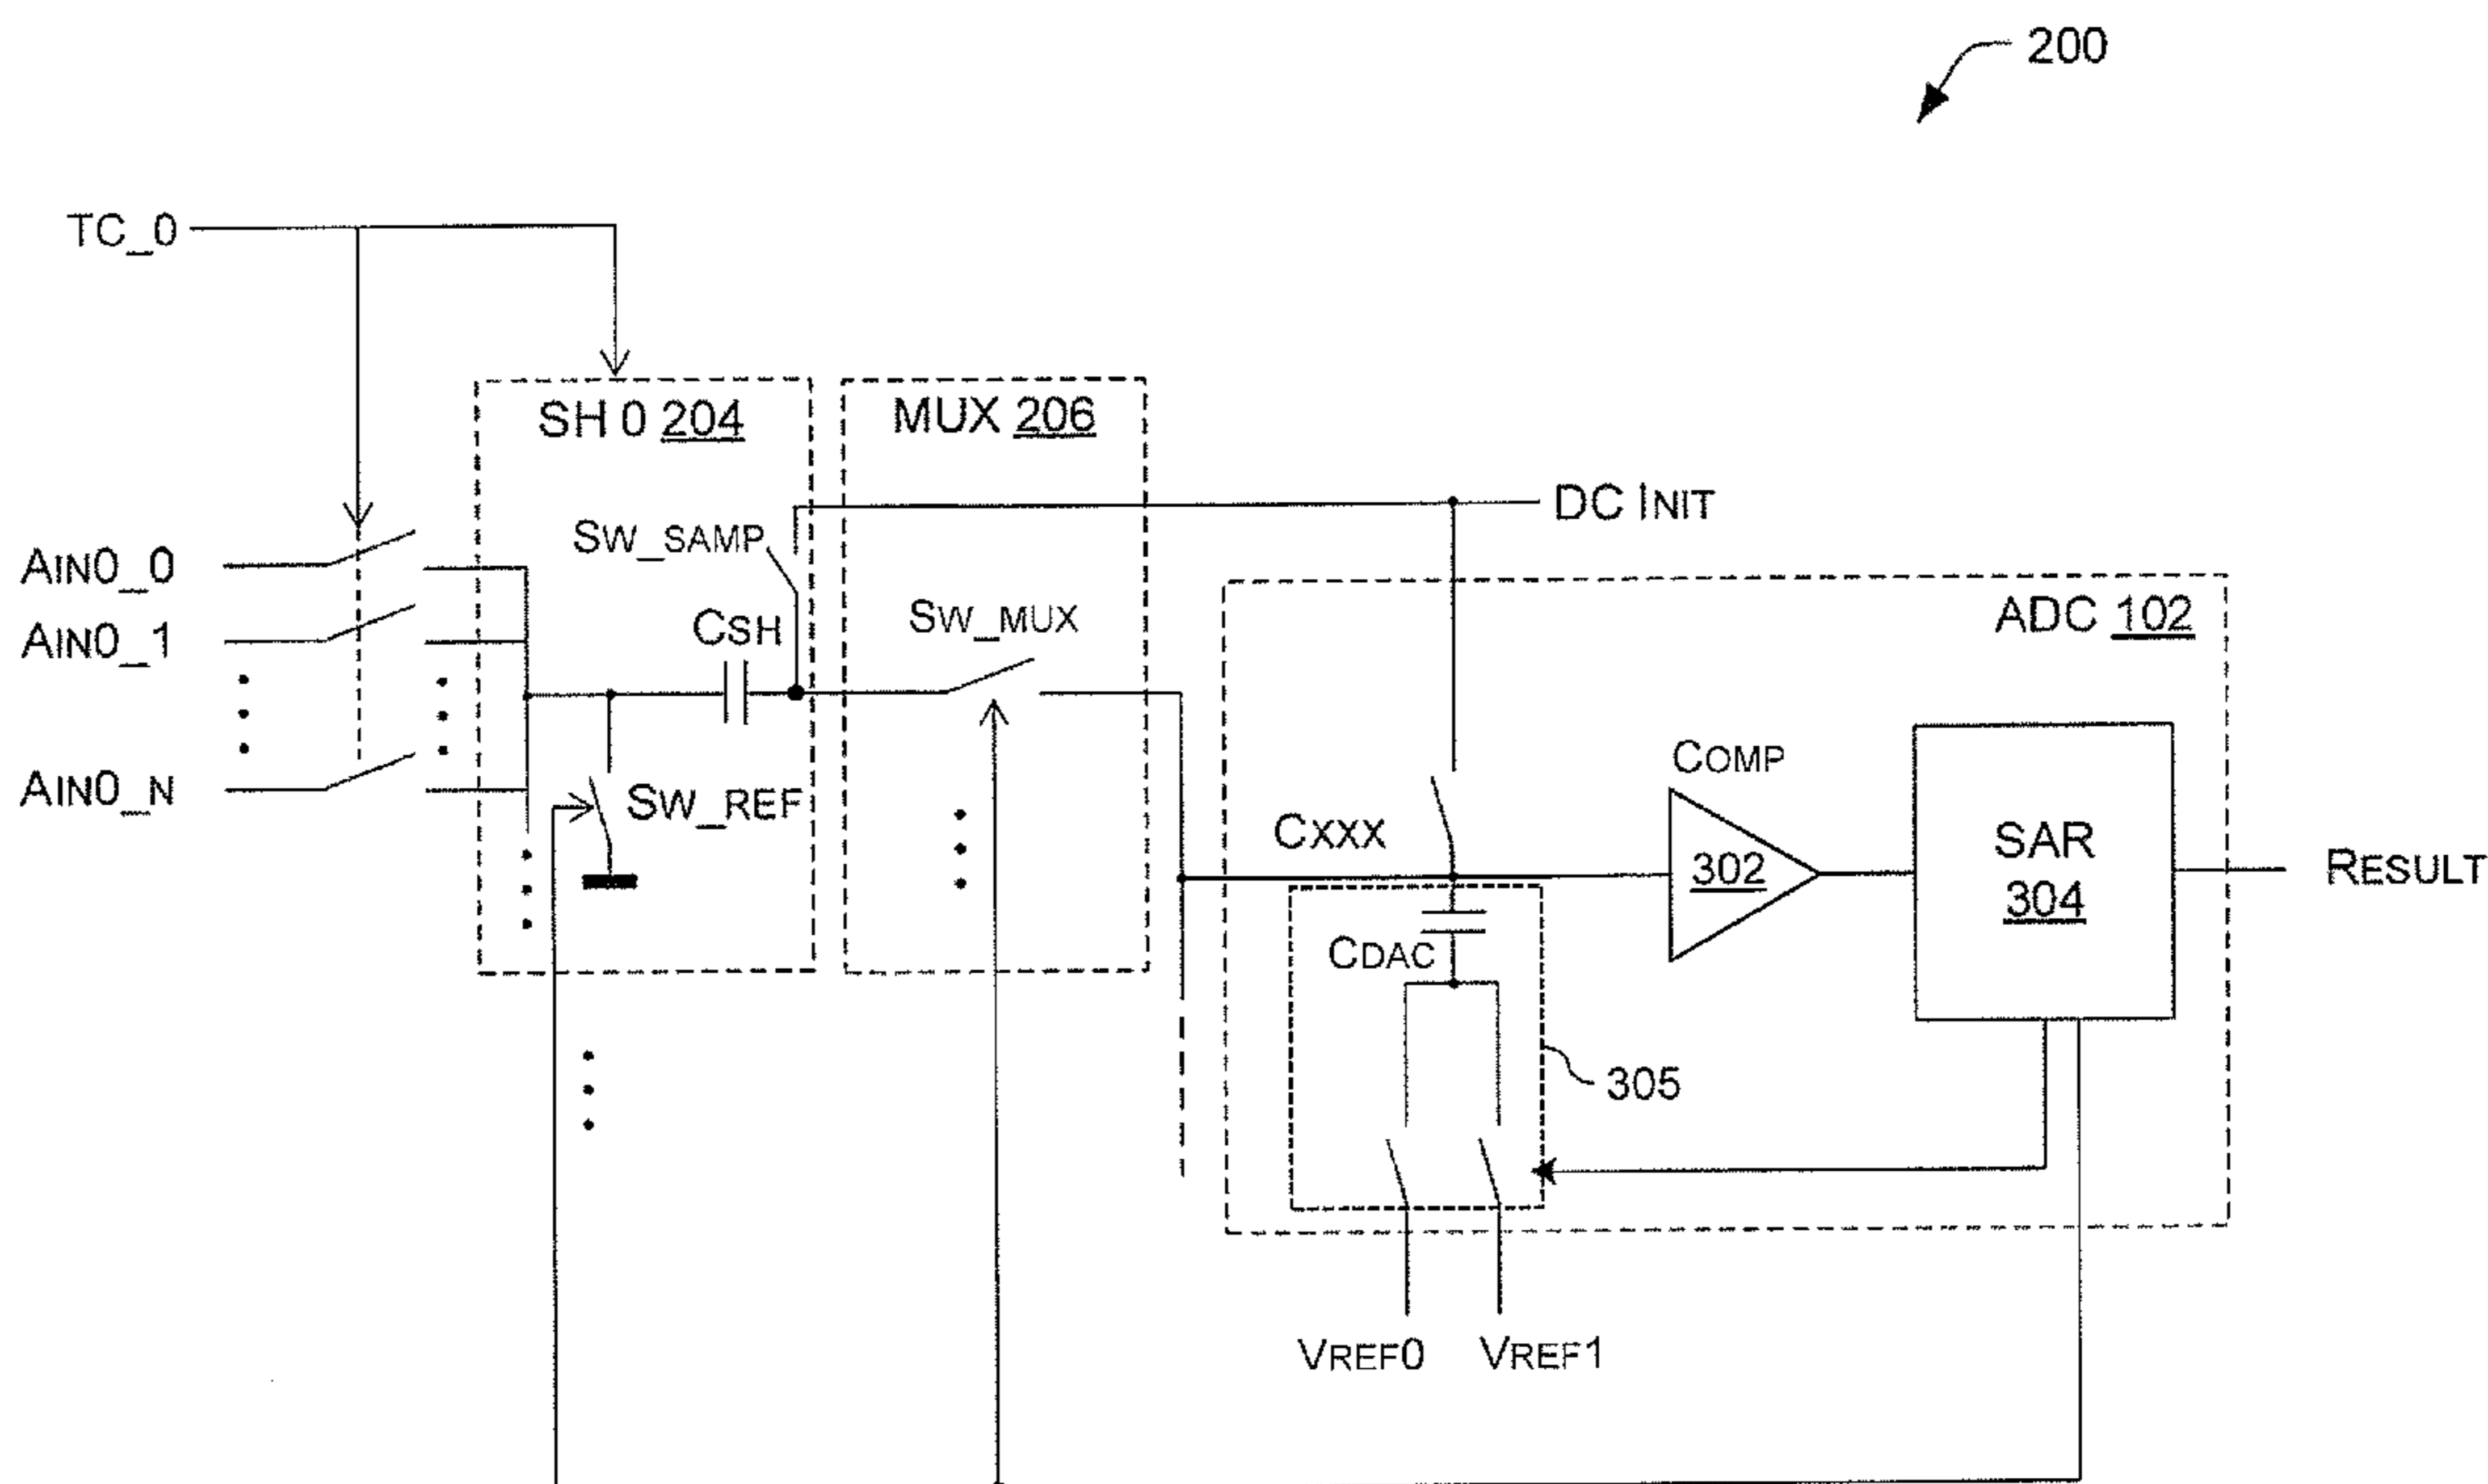 200
TC_0
SH 0 204
MUX 206
DC INIT
SW_SAMP
AIN0_0
AIN0_1
AIN0_N
CSH
SW_MUX
ADC 102
SW_REF
CXXX
COMP
302
SAR
304
RESULT
CDAC
305
VREF0
VREF1